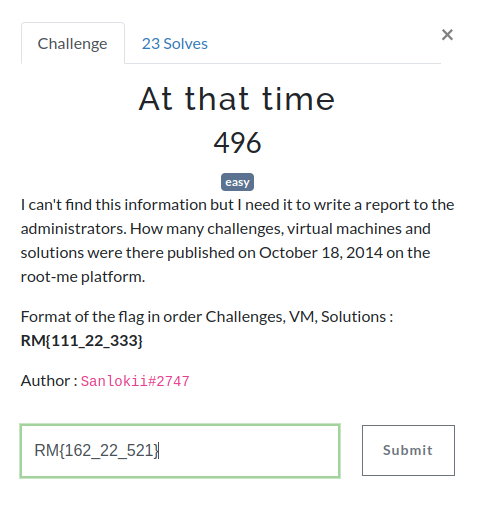 Challenge
23 Solves
×
At that time
496
easy
I can't find this information but I need it to write a report to the
administrators. How many challenges, virtual machines and
solutions were there published on October 18, 2014 on the
root-me platform.
Format of the flag in order Challenges, VM, Solutions :
RM{111_22_333}
Author : Sanlokii#2747
RM{162_22_521}
Submit